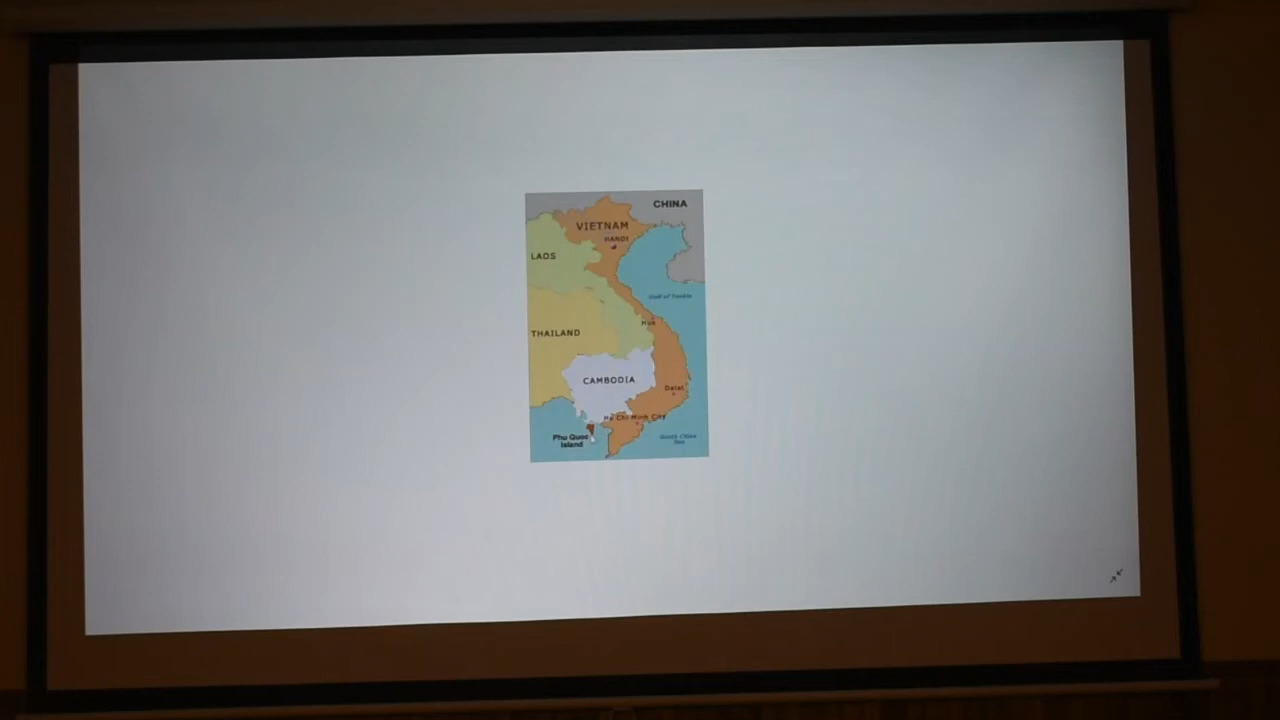 CHINA
VIETNAM
HANOI
LAOS
Gulf of Tonkin
Hue
THAILAND
CAMBODIA
Dalat
Ho Chi Minh City
Phu Quoc
Island
South China
Sea